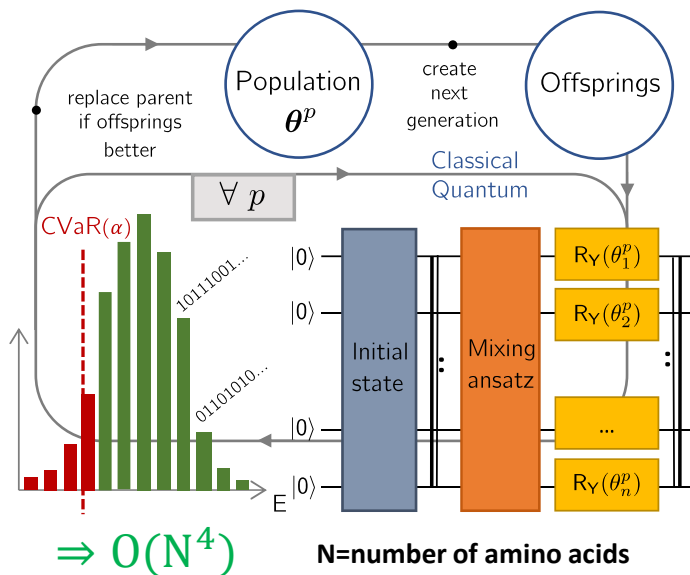 Population
θ^p
create
next
generation
Offsprings
replace parent
if offsprings
better
∀ p
Classical
Quantum
CVaR(α)
10111001...
01101010...
E
|0⟩
|0⟩
|0⟩
|0⟩
Initial
state
:
Mixing
ansatz
R_Y(θ_1^p)
R_Y(θ_2^p)
...
R_Y(θ_n^p)
:
⇒ O(N^4)
N=number of amino acids